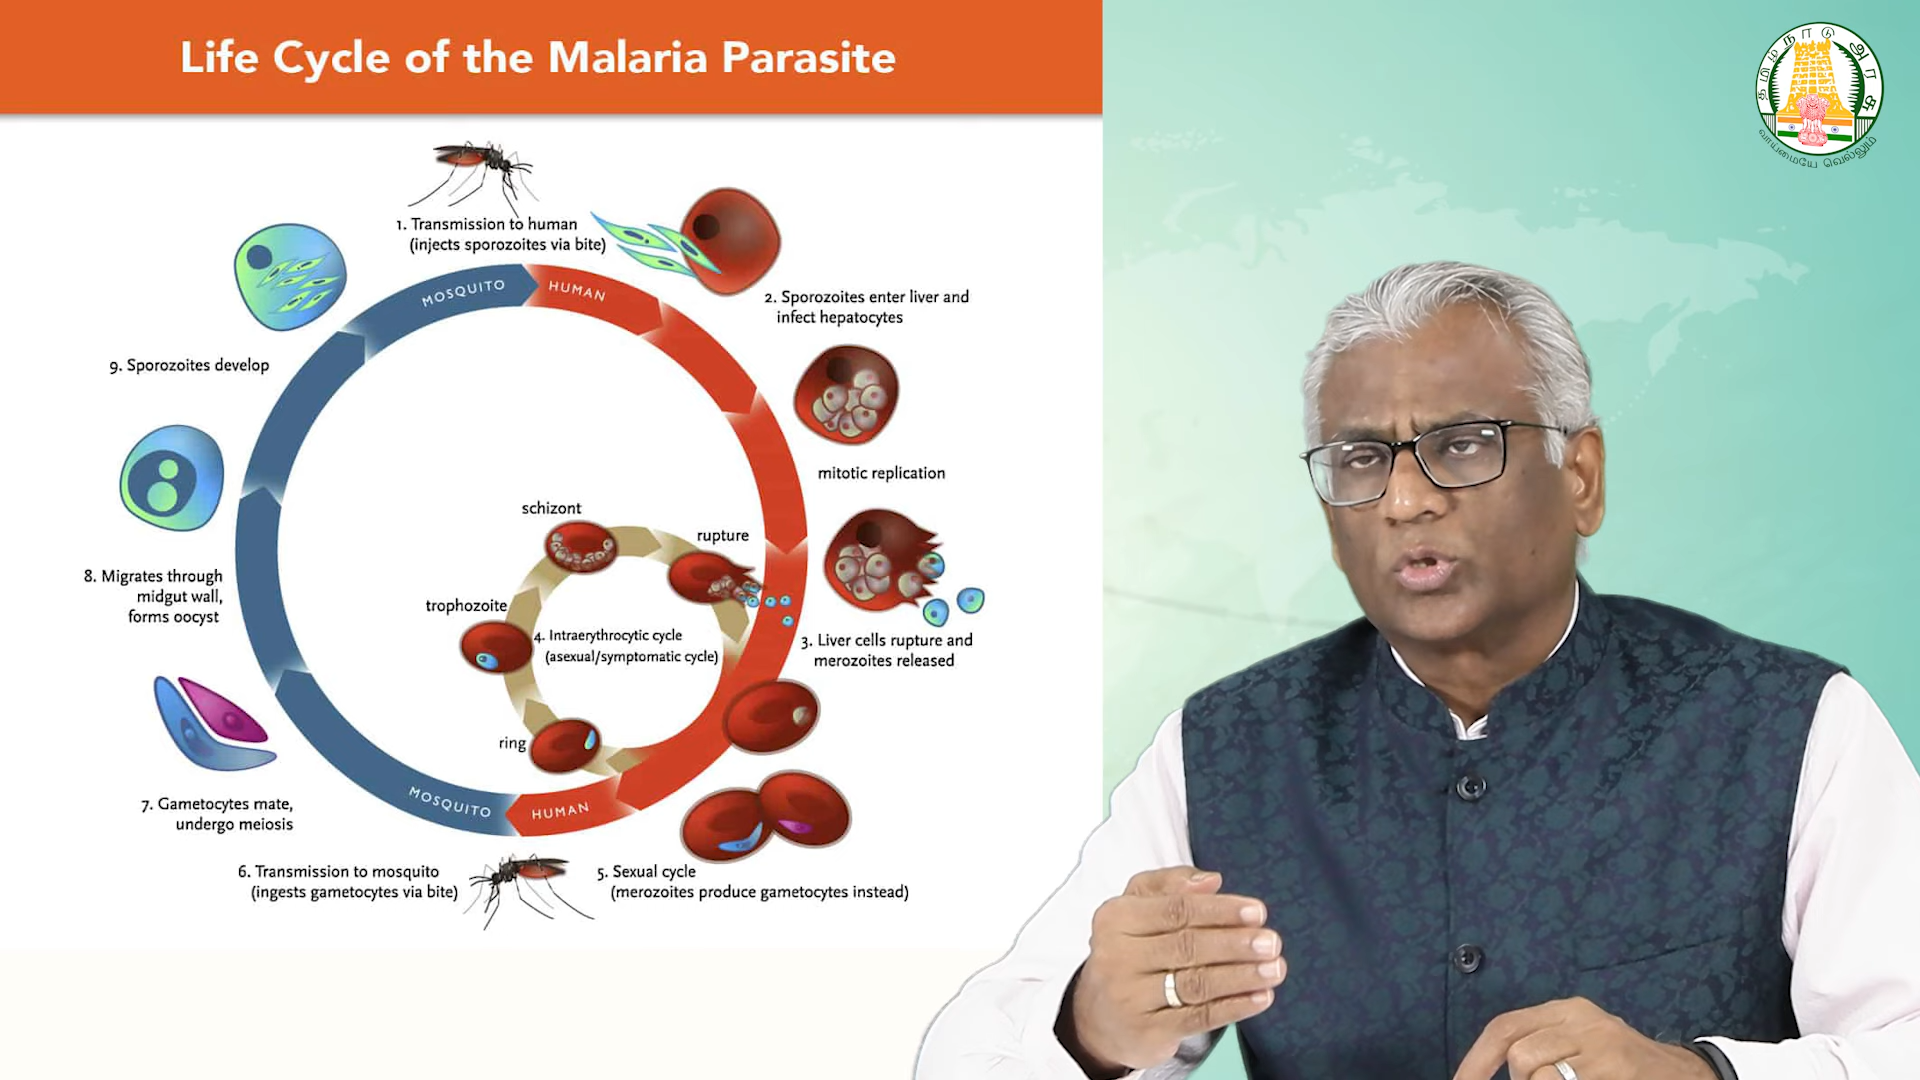 Life Cycle of the Malaria Parasite
1. Transmission to human
(injects sporozoites via bite)
MOSQUITO
HUMAN
2. Sporozoites enter liver and
infect hepatocytes
mitotic replication
3. Liver cells rupture and
merozoites released
schizont
rupture
trophozoite
4. Intraerythrocytic cycle
(asexual/symptomatic cycle)
ring
HUMAN
MOSQUITO
5. Sexual cycle
(merozoites produce gametocytes instead)
6. Transmission to mosquito
(ingests gametocytes via bite)
7. Gametocytes mate,
undergo meiosis
8. Migrates through
midgut wall,
forms oocyst
9. Sporozoites develop
தமிழ்நாடு அரசு
வாய்மையே வெல்லும்